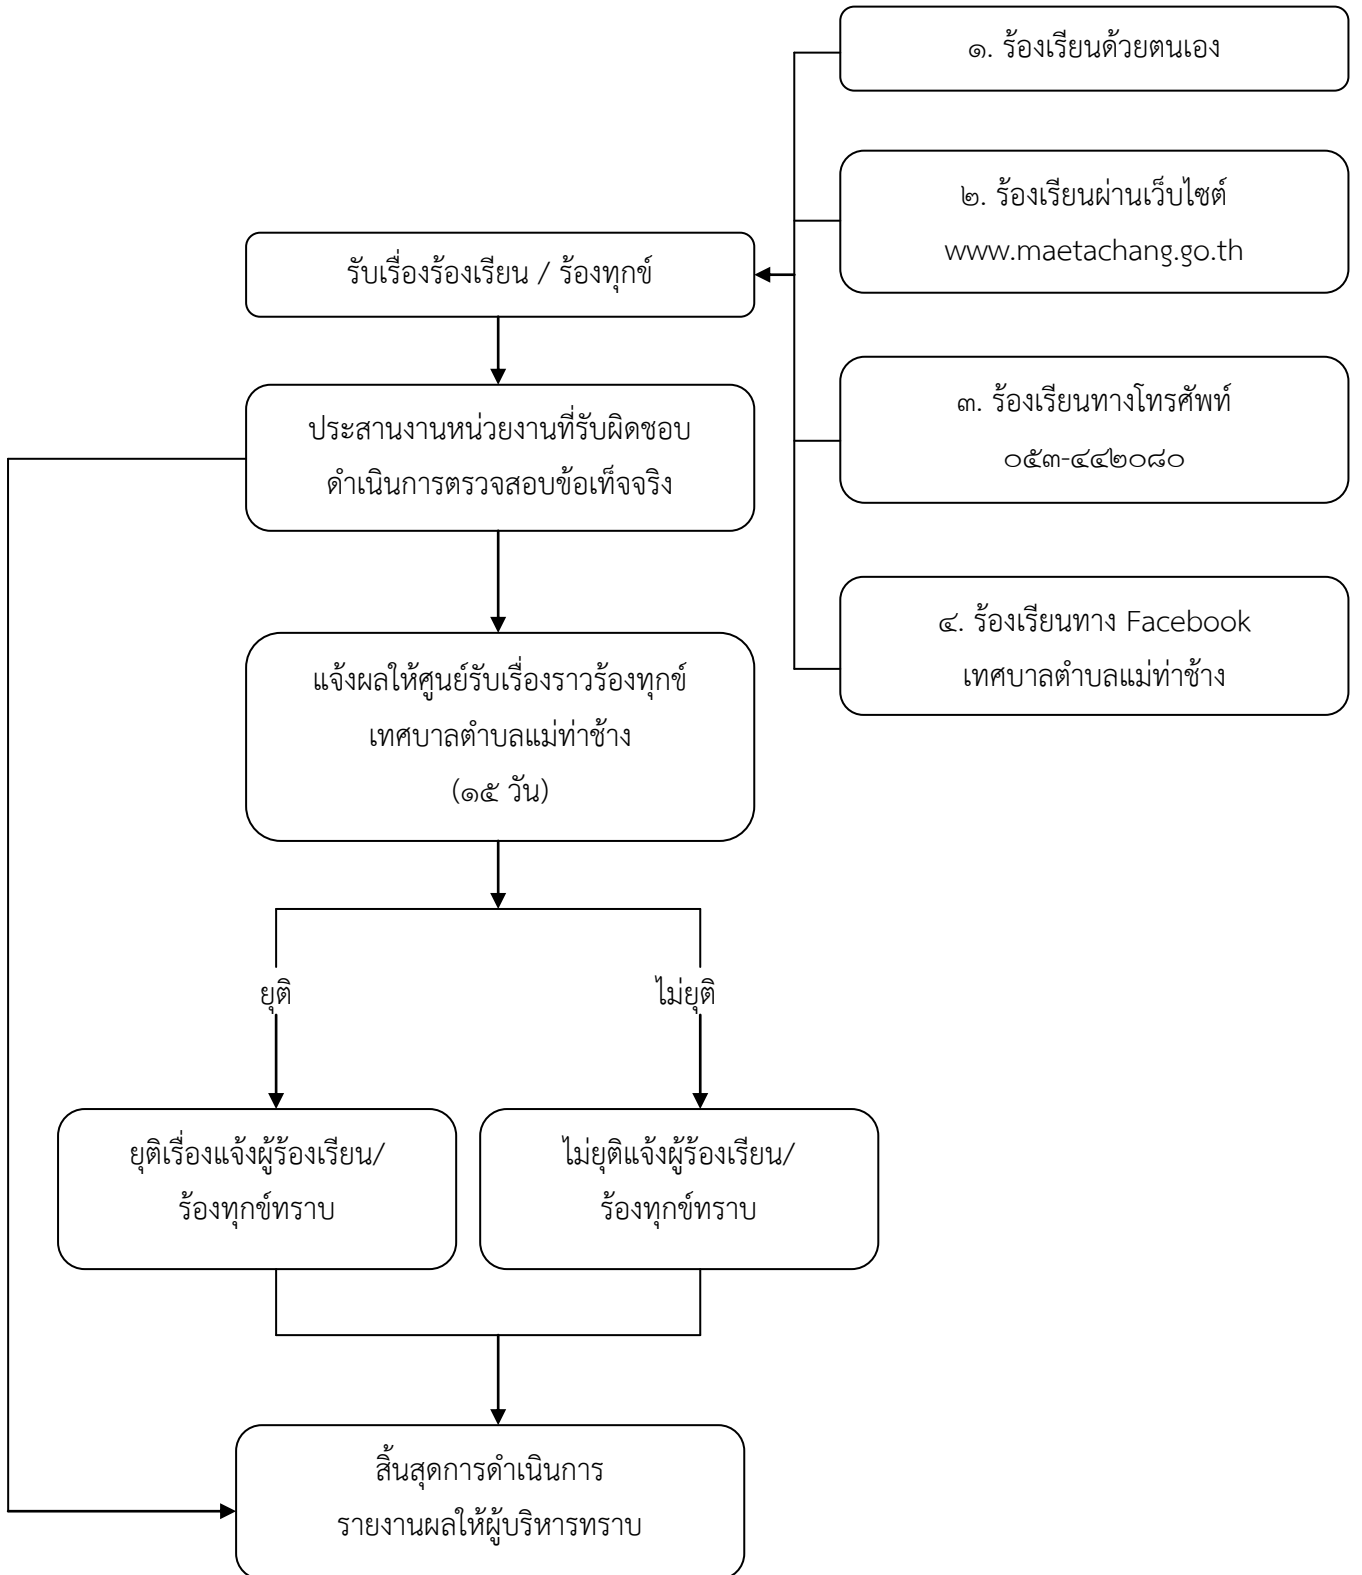 ๑. ร้องเรียนด้วยตนเอง
๒. ร้องเรียนผ่านเว็บไซต์
www.maetachang.go.th
รับเรื่องร้องเรียน / ร้องทุกข์
๓. ร้องเรียนทางโทรศัพท์
๐๕๓-๔๔๒๐๘๐
ประสานงานหน่วยงานที่รับผิดชอบ
ดำเนินการตรวจสอบข้อเท็จจริง
๔. ร้องเรียนทาง Facebook
เทศบาลตำบลแม่ท่าช้าง
แจ้งผลให้ศูนย์รับเรื่องราวร้องทุกข์
เทศบาลตำบลแม่ท่าช้าง
(๑๕ วัน)
ยุติ
ไม่ยุติ
ยุติเรื่องแจ้งผู้ร้องเรียน/
ร้องทุกข์ทราบ
ไม่ยุติแจ้งผู้ร้องเรียน/
ร้องทุกข์ทราบ
สิ้นสุดการดำเนินการ
รายงานผลให้ผู้บริหารทราบ